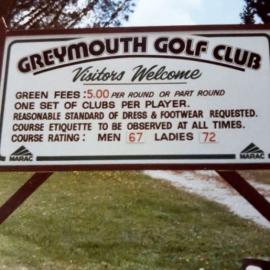 GREYMOUTH GOLF CLUB
Visitors Welcome
GREEN FEES :5.00 PER ROUND OR PART ROUND
ONE SET OF CLUBS PER PLAYER.
REASONABLE STANDARD OF DRESS & FOOTWEAR REQUESTED.
COURSE ETIQUETTE TO BE OBSERVED AT ALL TIMES.
COURSE RATING : MEN 67 LADIES 72
MARAC MARAC